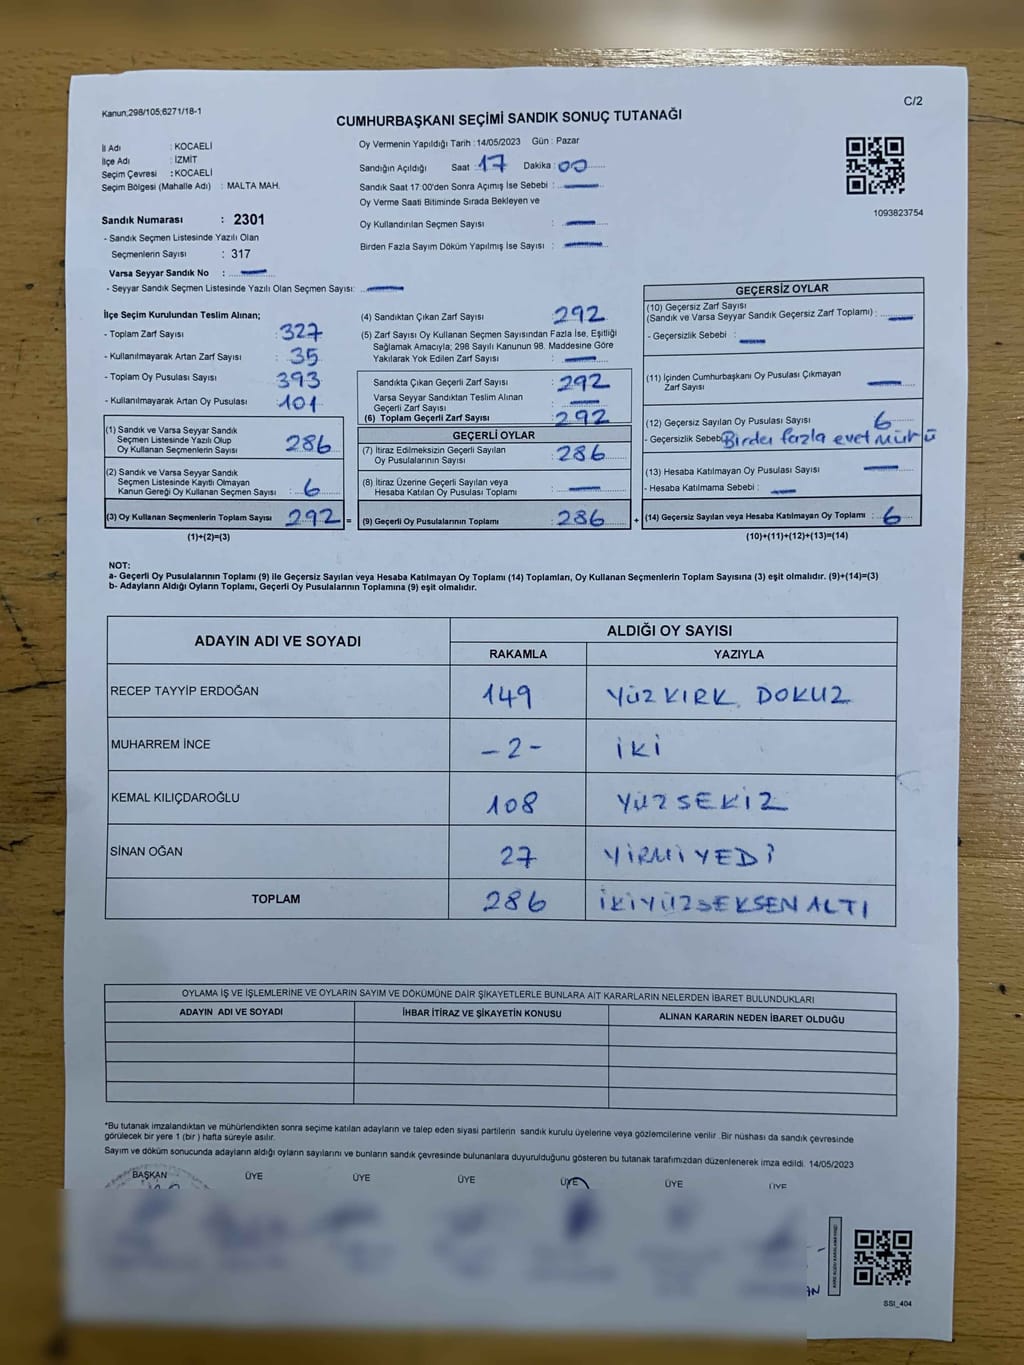 Kanun;298/105;6271/18-1
C/2
CUMHURBAŞKANI SEÇİMİ SANDIK SONUÇ TUTANAĞI
İl Adı : KOCAELİ
İlçe Adı : İZMİT
Seçim Çevresi : KOCAELİ
Seçim Bölgesi (Mahalle Adı) : MALTA MAH.
Oy Vermenin Yapıldığı Tarih :14/05/2023 Gün : Pazar
Sandığın Açıldığı Saat : 17 Dakika : 00
Sandık Saat 17:00'den Sonra Açımış İse Sebebi : —
Oy Verme Saati Bitiminde Sırada Bekleyen ve
Oy Kullandırılan Seçmen Sayısı : —
Birden Fazla Sayım Döküm Yapılmış İse Sayısı : —
1093823754
Sandık Numarası : 2301
- Sandık Seçmen Listesinde Yazılı Olan
Seçmenlerin Sayısı : 317
Varsa Seyyar Sandık No : —
- Seyyar Sandık Seçmen Listesinde Yazılı Olan Seçmen Sayısı: —
İlçe Seçim Kurulundan Teslim Alınan;
- Toplam Zarf Sayısı : 327
- Kullanılmayarak Artan Zarf Sayısı : 35
- Toplam Oy Pusulası Sayısı : 393
- Kullanılmayarak Artan Oy Pusulası : 101
(1) Sandık ve Varsa Seyyar Sandık
Seçmen Listesinde Yazılı Olup
Oy Kullanan Seçmenlerin Sayısı : 286
(2) Sandık ve Varsa Seyyar Sandık
Seçmen Listesinde Kayıtlı Olmayan
Kanun Gereği Oy Kullanan Seçmen Sayısı : 6
(3) Oy Kullanan Seçmenlerin Toplam Sayısı : 292 =
(1)+(2)=(3)
(4) Sandıktan Çıkan Zarf Sayısı : 292
(5) Zarf Sayısı Oy Kullanan Seçmen Sayısından Fazla İse, Eşitliği
Sağlamak Amacıyla; 298 Sayılı Kanunun 98. Maddesine Göre
Yakılarak Yok Edilen Zarf Sayısı : —
Sandıkta Çıkan Geçerli Zarf Sayısı : 292
Varsa Seyyar Sandıktan Teslim Alınan
Geçerli Zarf Sayısı : —
(6) Toplam Geçerli Zarf Sayısı : 292
GEÇERLİ OYLAR
(7) İtiraz Edilmeksizin Geçerli Sayılan
Oy Pusulalarının Sayısı : 286
(8) İtiraz Üzerine Geçerli Sayılan veya
Hesaba Katılan Oy Pusulası Toplamı : —
(9) Geçerli Oy Pusulalarının Toplamı : 286 +
GEÇERSİZ OYLAR
(10) Geçersiz Zarf Sayısı
(Sandık ve Varsa Seyyar Sandık Geçersiz Zarf Toplamı) : —
- Geçersizlik Sebebi : —
(11) İçinden Cumhurbaşkanı Oy Pusulası Çıkmayan
Zarf Sayısı : —
(12) Geçersiz Sayılan Oy Pusulası Sayısı : 6
- Geçersizlik Sebebi Birden fazla evet mührü
(13) Hesaba Katılmayan Oy Pusulası Sayısı : —
- Hesaba Katılmama Sebebi : —
(14) Geçersiz Sayılan veya Hesaba Katılmayan Oy Toplamı : 6
(10)+(11)+(12)+(13)=(14)
NOT:
a- Geçerli Oy Pusulalarının Toplamı (9) ile Geçersiz Sayılan veya Hesaba Katılmayan Oy Toplamı (14) Toplamları, Oy Kullanan Seçmenlerin Toplam Sayısına (3) eşit olmalıdır. (9)+(14)=(3)
b- Adayların Aldığı Oyların Toplamı, Geçerli Oy Pusulalarının Toplamına (9) eşit olmalıdır.
ADAYIN ADI VE SOYADI
ALDIĞI OY SAYISI
RAKAMLA YAZIYLA
RECEP TAYYİP ERDOĞAN 149 YÜZ KIRK DOKUZ
MUHARREM İNCE -2- İKİ
KEMAL KILIÇDAROĞLU 108 YÜZSEKİZ
SİNAN OĞAN 27 YİRMİYEDİ
TOPLAM 286 İKİYÜZSEKSEN ALTI
OYLAMA İŞ VE İŞLEMLERİNE VE OYLARIN SAYIM VE DÖKÜMÜNE DAİR ŞİKAYETLERLE BUNLARA AİT KARARLARIN NELERDEN İBARET BULUNDUKLARI
ADAYIN ADI VE SOYADI İHBAR İTİRAZ VE ŞİKAYETİN KONUSU ALINAN KARARIN NEDEN İBARET OLDUĞU
*Bu tutanak imzalandıktan ve mühürlendikten sonra seçime katılan adayların ve talep eden siyasi partilerin sandık kurulu üyelerine veya gözlemcilerine verilir. Bir nüshası da sandık çevresinde
görülecek bir yere 1 (bir ) hafta süreyle asılır.
Sayım ve döküm sonucunda adayların aldığı oyların sayılarını ve bunların sandık çevresinde bulunanlara duyurulduğunu gösteren bu tutanak tarafımızdan düzenlenerek imza edildi. 14/05/2023
BAŞKAN ÜYE ÜYE ÜYE ÜYE ÜYE ÜYE
SSI_404